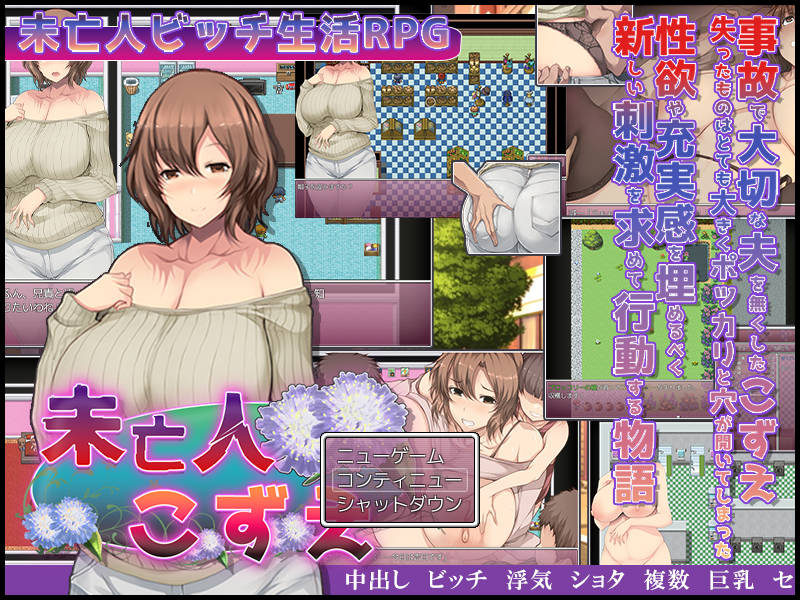 未亡人ビッチ生活RPG
事故で大切な夫を無くしたこずえ
失ったものはとても大きくポッカリと穴が開いてしまった
性欲や充実感を埋めるべく
新しい刺激を求めて行動する物語
未亡人
こずえ
ニューゲーム
コンティニュー
シャットダウン
中出し ビッチ 浮気 ショタ 複数 巨乳 セ